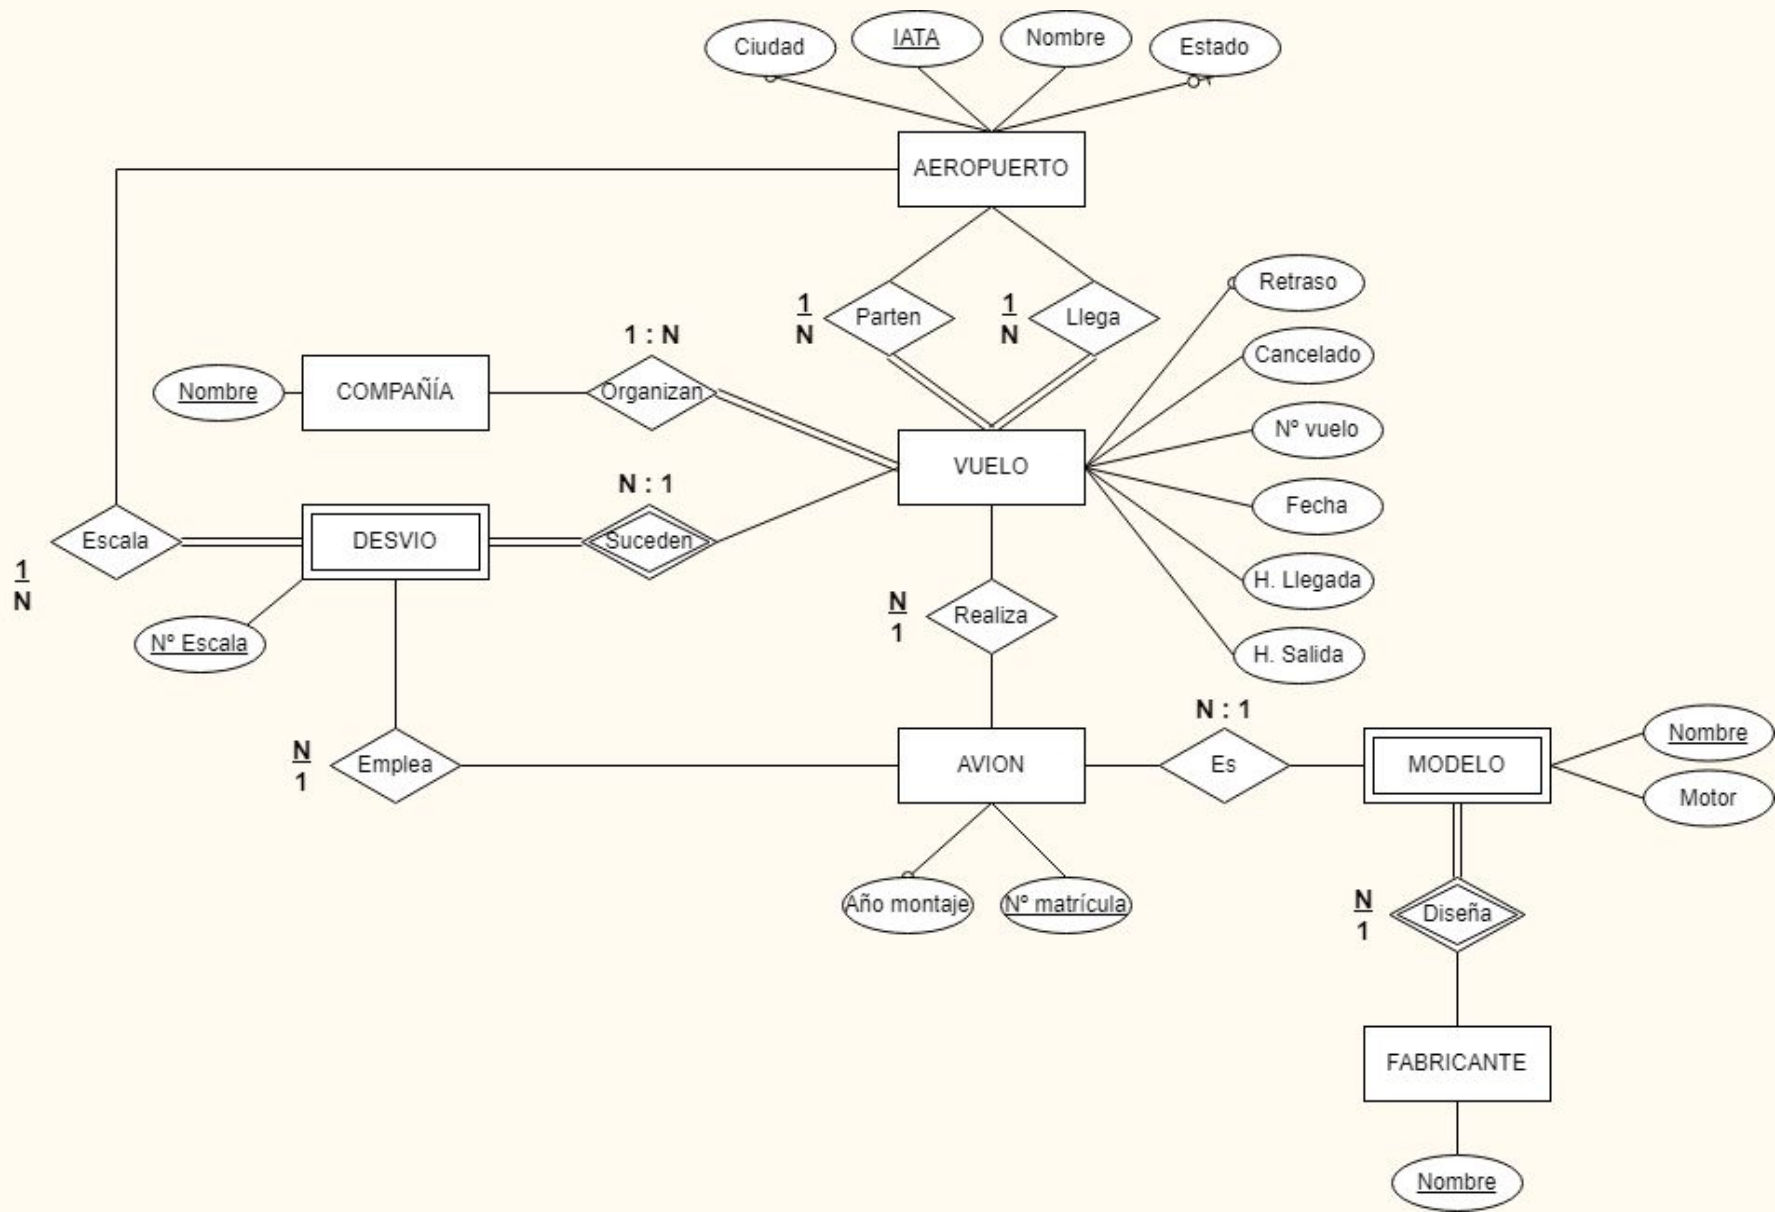 Ciudad
IATA
Nombre
Estado
AEROPUERTO
1
N
Parten
1
N
Llega
Retraso
1 : N
Cancelado
Nombre
COMPAÑÍA
Organizan
Nº vuelo
VUELO
N : 1
Fecha
Escala
DESVIO
Suceden
1
N
H. Llegada
N
1
Realiza
Nº Escala
H. Salida
N : 1
Nombre
N
1
Emplea
AVION
Es
MODELO
Motor
Año montaje
Nº matrícula
N
1
Diseña
FABRICANTE
Nombre